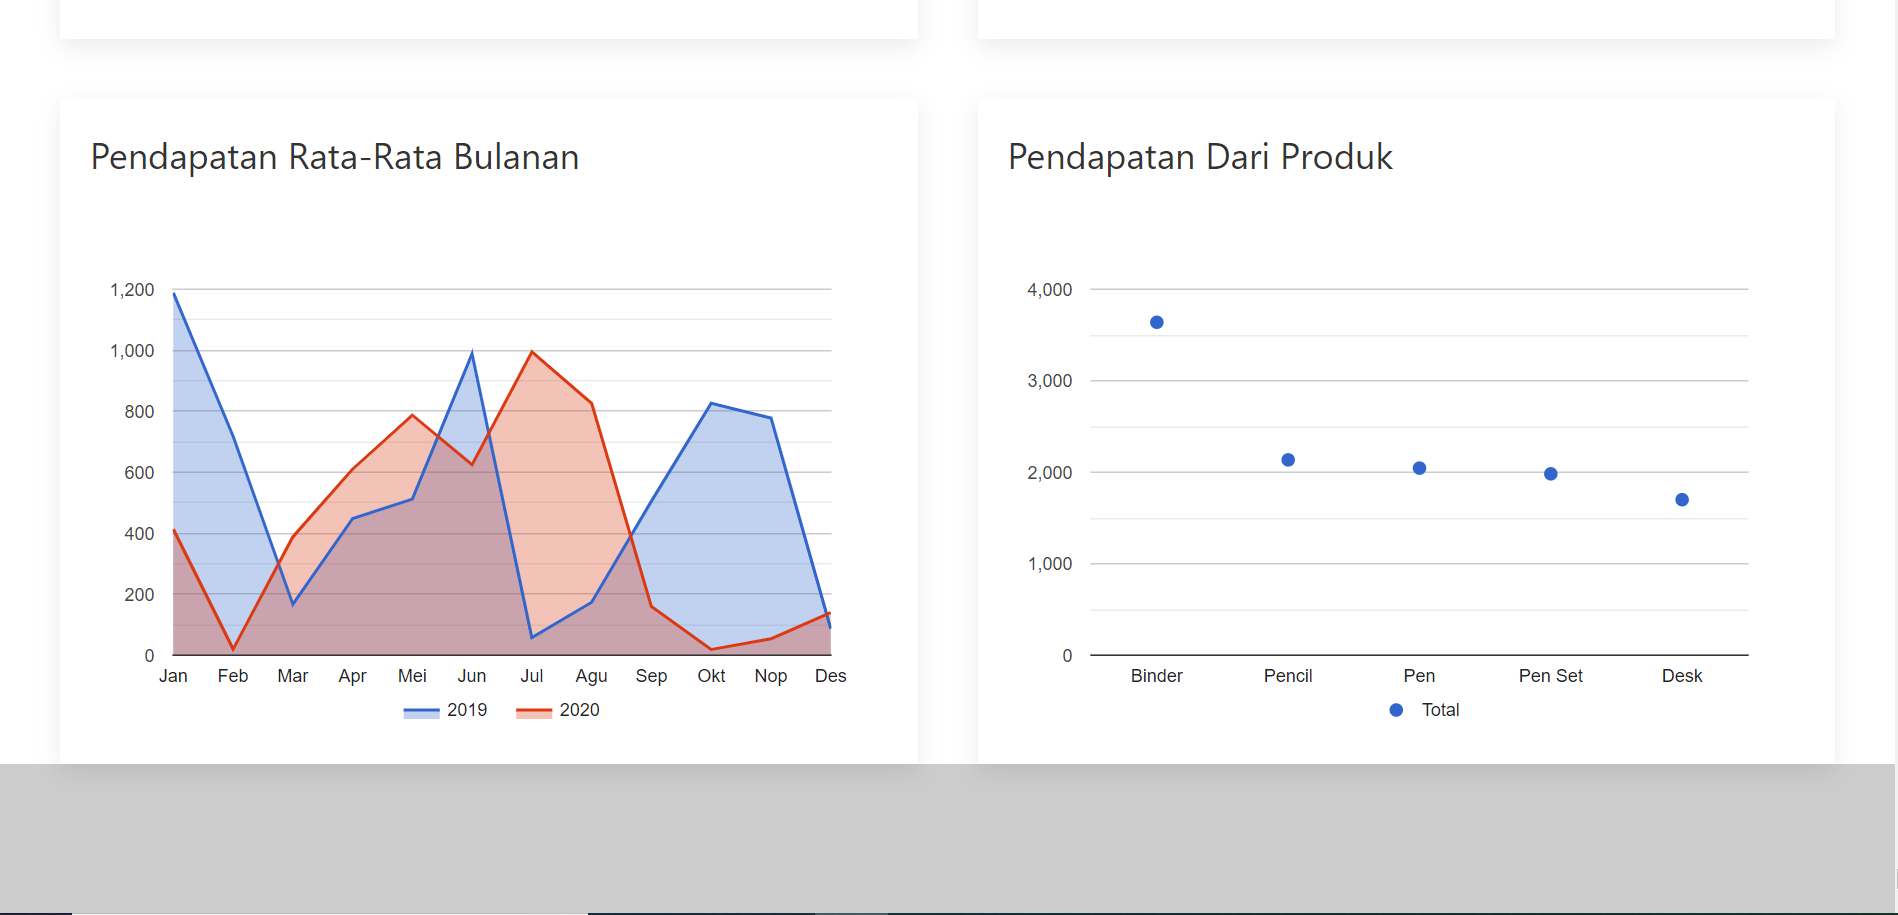 Pendapatan Rata-Rata Bulanan
1,200
1,000
800
600
400
200
0
Jan Feb Mar Apr Mei Jun Jul Agu Sep Okt Nop Des
2019 2020
Pendapatan Dari Produk
4,000
3,000
2,000
1,000
0
Binder Pencil Pen Pen Set Desk
Total